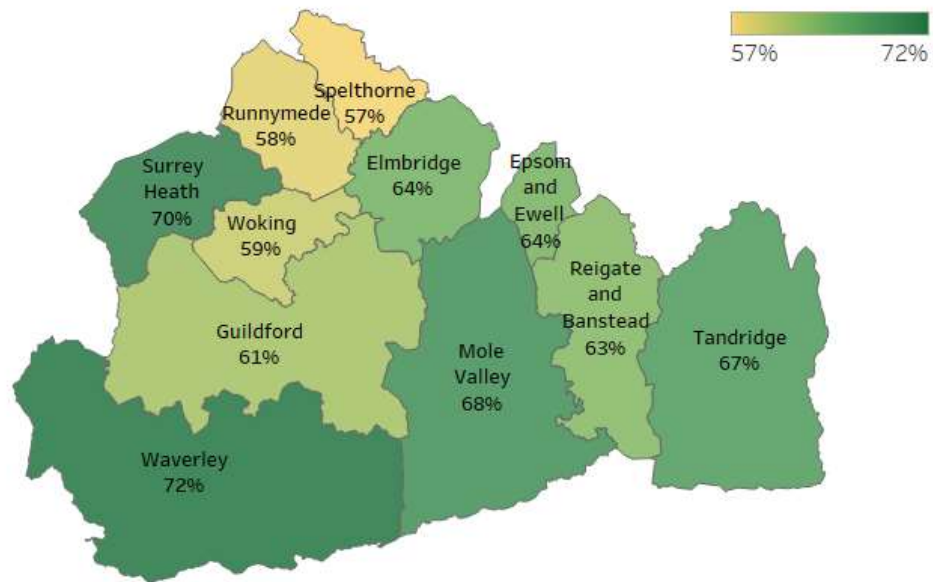 57%
72%
Spelthorne
57%
Runnymede
58%
Surrey
Heath
70%
Elmbridge
64%
Epsom
and
Ewell
64%
Woking
59%
Reigate
and
Banstead
63%
Guildford
61%
Mole
Valley
68%
Tandridge
67%
Waverley
72%